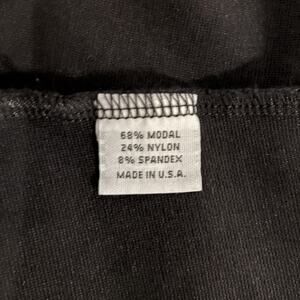 68% MODAL
24% NYLON
8% SPANDEX
MADE IN U.S.A.